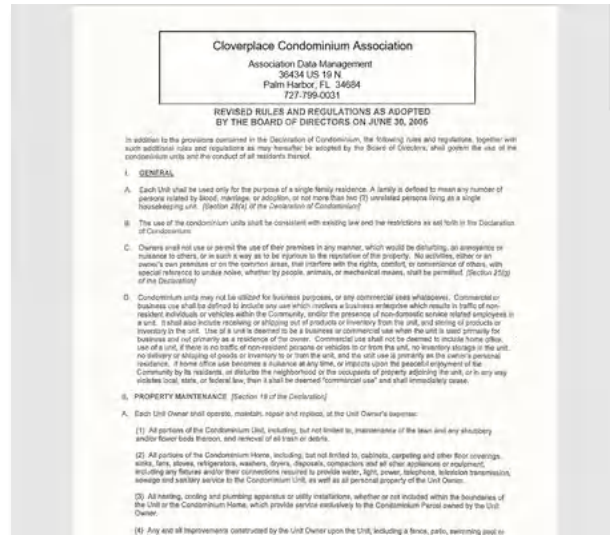 Cloverplace Condominium Association
Association Data Management
36434 US 19 N
Palm Harbor, FL 34684
727-799-0031
REVISED RULES AND REGULATIONS AS ADOPTED
BY THE BOARD OF DIRECTORS ON JUNE 30, 2005
In addition to the provisions contained in the Declaration of Condominium, the following rules and regulations, together with
such additional rules and regulations as may hereafter be adopted by the Board of Directors, shall govern the use of the
condominium units and the conduct of all residents thereof.
I. GENERAL
A. Each Unit shall be used only for the purpose of a single family residence. A family is defined to mean any number of
persons related by blood, marriage, or adoption, or not more than two (2) unrelated persons living as a single
housekeeping unit. [Section 28(a) of the Declaration of Condominium]
B. The use of the condominium units shall be consistent with existing law and the restrictions as set forth in the Declaration
of Condominium.
C. Owners shall not use or permit the use of their premises in any manner, which would be disturbing, an annoyance or
nuisance to others, or in such a way as to be injurious to the reputation of the property. No activities, either or an
owner's own premises or on the common areas, that interfere with the rights, comfort, or convenience of others, with
special reference to undue noise, whether by people, animals, or mechanical means, shall be permitted. (Section 25(g)
of the Declaration)
D. Condominium units may not be utilized for business purposes, or any commercial uses whatsoever. Commercial or
business use shall be defined to include any use which involves a business enterprise which results in traffic of non-
resident individuals or vehicles within the Community, and/or the presence of non-domestic service related employees in
a unit. It shall also include receiving or shipping out of products or inventory from the unit, and storing of products or
inventory in the unit. Use of a unit is deemed to be a business or commercial use when the unit is used primarily for
business and not primarily as a residence of the owner. Commercial use shall not be deemed to include home office,
use of a unit, if there is no traffic of non-resident persons or vehicles to or from the unit, no inventory storage in the unit,
no delivery or shipping of goods or inventory to or from the unit, and the unit use is primarily as the owner's personal
residence. If home office use becomes a nuisance at any time, or impacts upon the peaceful enjoyment of the
Community by its residents, or disturbs the neighborhood or the occupants of property adjoining the unit, or in any way
violates local, state, or federal law, then it shall be deemed "commercial use" and shall immediately cease.
II. PROPERTY MAINTENANCE [Section 19 of the Declaration]
A. Each Unit Owner shall operate, maintain, repair and replace, at the Unit Owner's expense:
(1) All portions of the Condominium Unit, including, but not limited to, maintenance of the lawn and any shrubbery
and/or flower beds thereon, and removal of all trash or debris.
(2) All portions of the Condominium Home, including, but not limited to, cabinets, carpeting and other floor coverings,
sinks, fans, stoves, refrigerators, washers, dryers, disposals, compactors and all other appliances or equipment,
including any fixtures and/or their connections required to provide water, light, power, telephone, television transmission,
sewage and sanitary service to the Condominium Unit, as well as all personal property of the Unit Owner.
(3) All heating, cooling and plumbing apparatus or utility installations, whether or not included within the boundaries of
the Unit or the Condominium Home, which provide service exclusively to the Condominium Parcel owned by the Unit
Owner.
(4) Any and all improvements constructed by the Unit Owner upon the Unit, including a fence, patio, swimming pool or